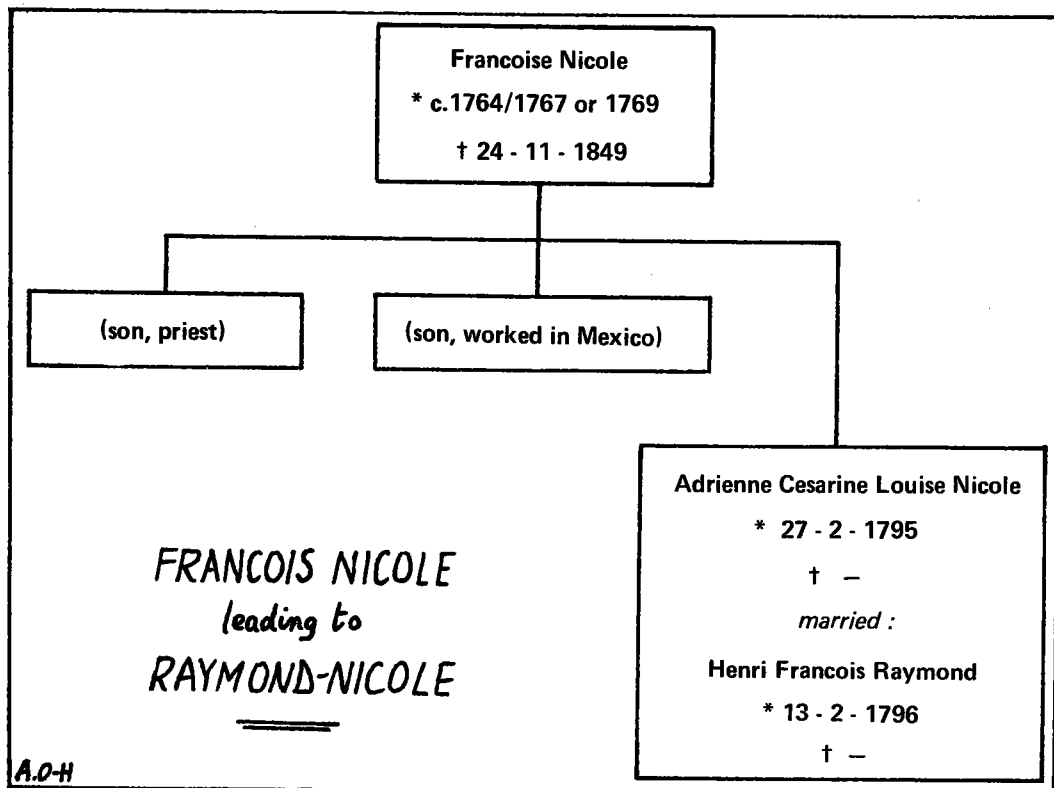 Francoise Nicole
* c.1764/1767 or 1769
† 24 - 11 - 1849
(son, priest)
(son, worked in Mexico)
Adrienne Cesarine Louise Nicole
* 27 - 2 - 1795
† –
married :
Henri Francois Raymond
* 13 - 2 - 1796
† –
FRANCOIS NICOLE
leading to
RAYMOND-NICOLE
A.O-H